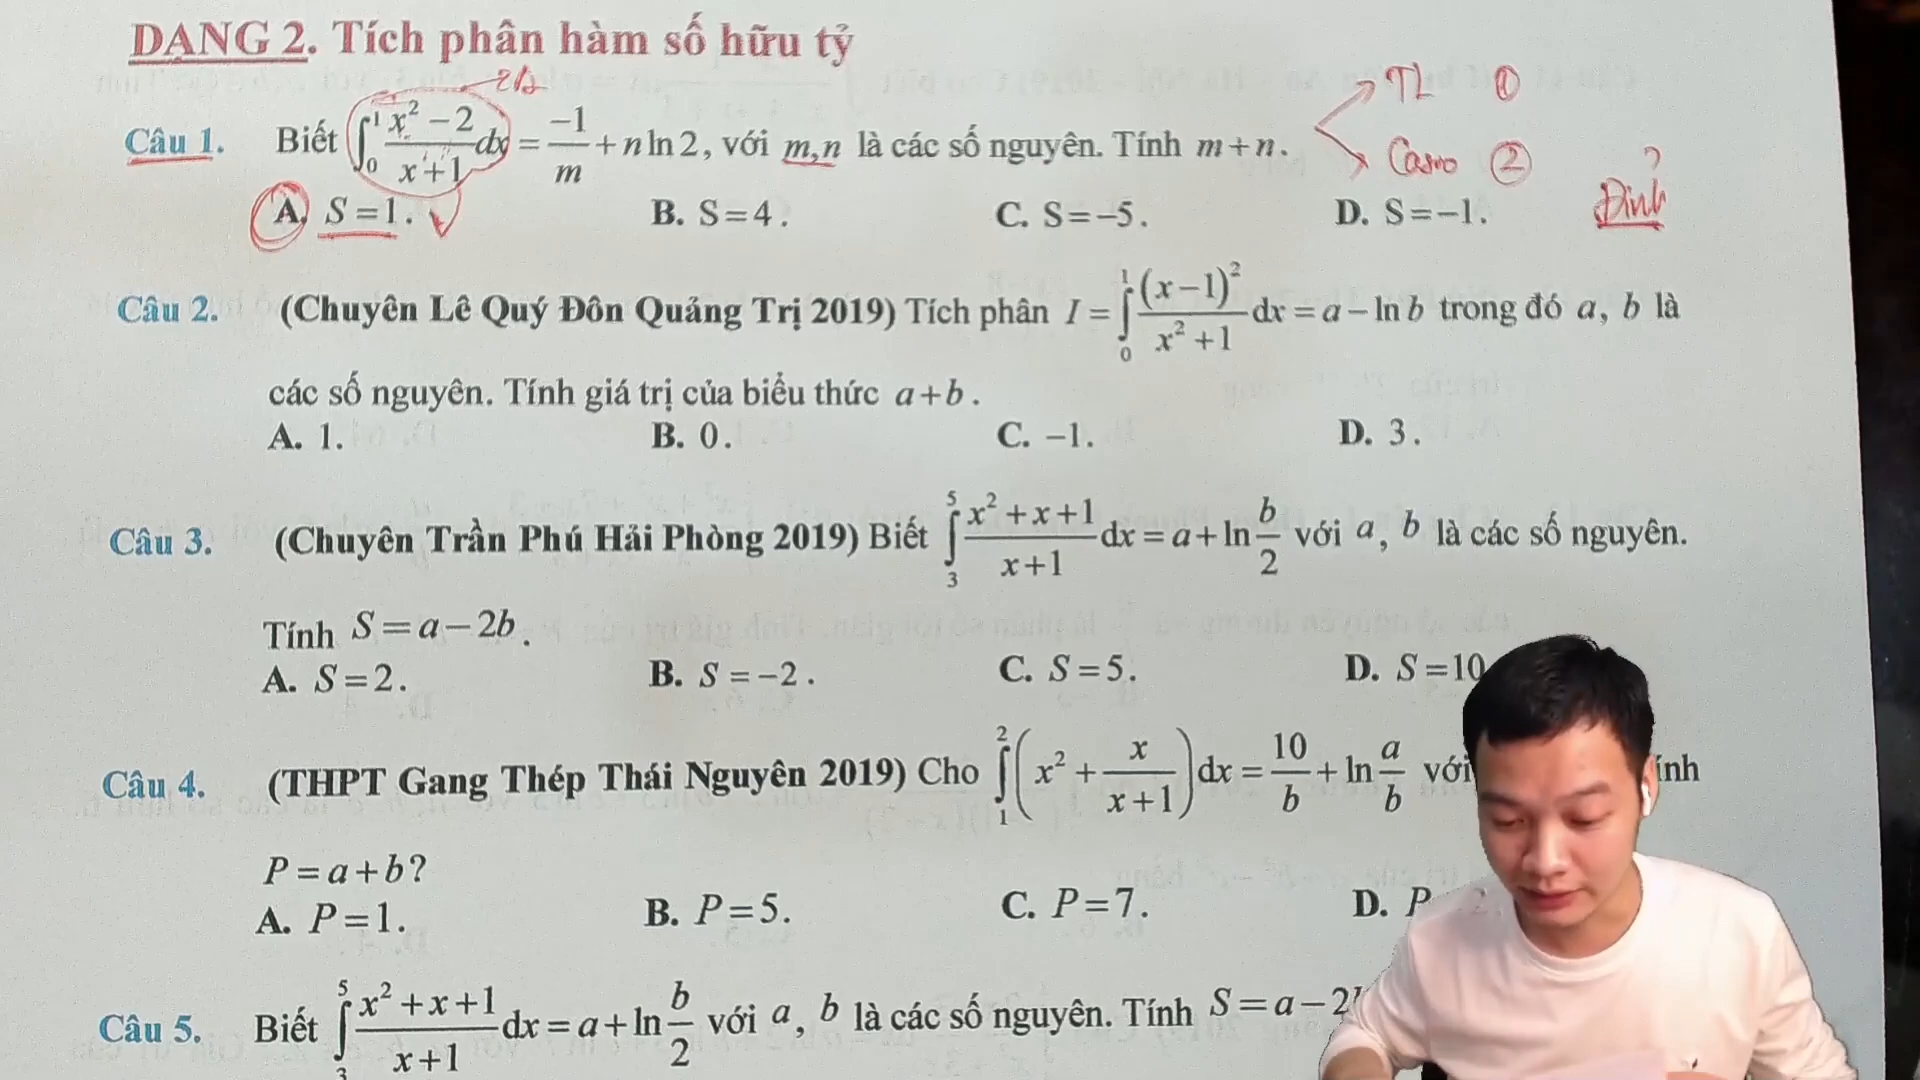 DẠNG 2. Tích phân hàm số hữu tỷ
Câu 1. Biết ∫₀¹ (x² − 2)/(x + 1) dx = −1/m + n ln 2, với m, n là các số nguyên. Tính m + n.
TL ①
Casio ②
Đỉnh
A. S = 1. B. S = 4. C. S = −5. D. S = −1.
Câu 2. (Chuyên Lê Quý Đôn Quảng Trị 2019) Tích phân I = ∫₀¹ (x − 1)²/(x² + 1) dx = a − ln b trong đó a, b là
các số nguyên. Tính giá trị của biểu thức a + b.
A. 1. B. 0. C. −1. D. 3.
Câu 3. (Chuyên Trần Phú Hải Phòng 2019) Biết ∫₃⁵ (x² + x + 1)/(x + 1) dx = a + ln b/2 với a, b là các số nguyên.
Tính S = a − 2b.
A. S = 2. B. S = −2. C. S = 5. D. S = 10
Câu 4. (THPT Gang Thép Thái Nguyên 2019) Cho ∫₁² (x² + x/(x + 1)) dx = 10/b + ln a/b với ính
P = a + b?
A. P = 1. B. P = 5. C. P = 7. D. P
Câu 5. Biết ∫₃⁵ (x² + x + 1)/(x + 1) dx = a + ln b/2 với a, b là các số nguyên. Tính S = a − 2